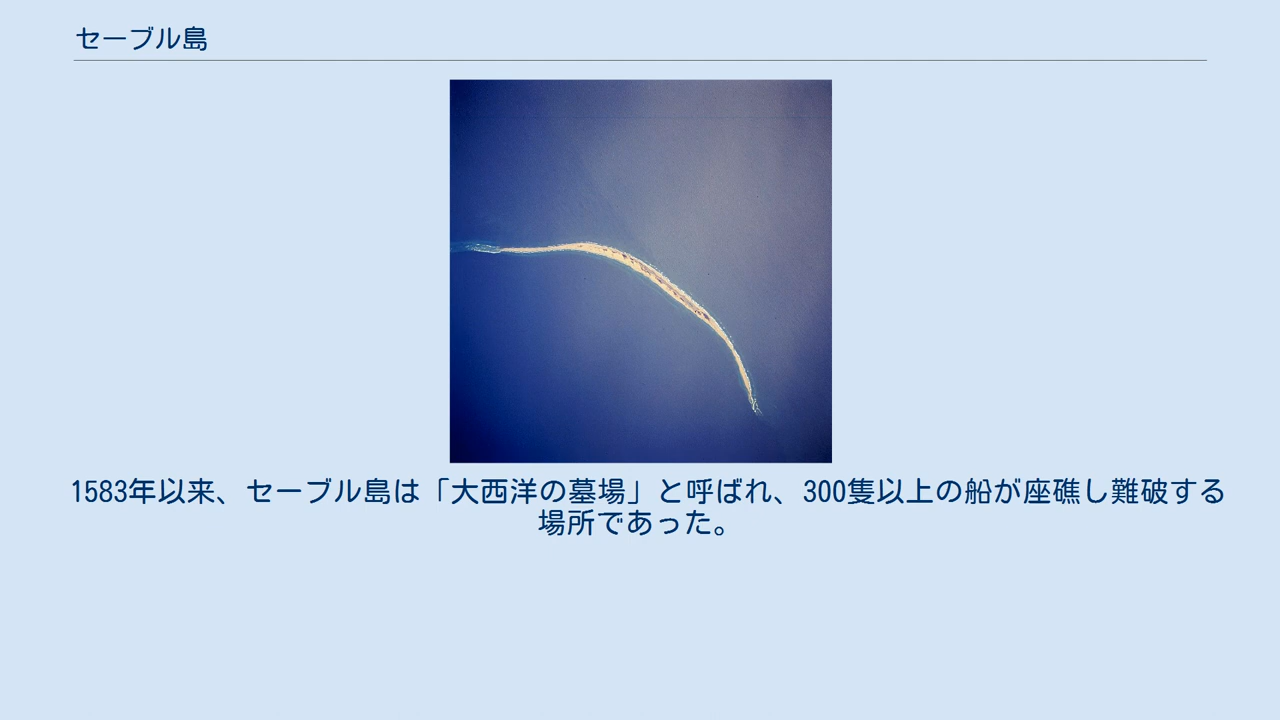 セーブル島
1583年以来、セーブル島は「大西洋の墓場」と呼ばれ、300隻以上の船が座礁し難破する
場所であった。